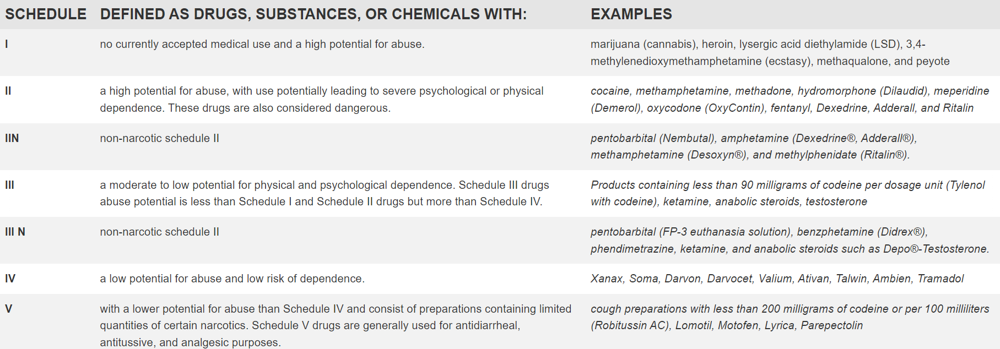 SCHEDULE DEFINED AS DRUGS, SUBSTANCES, OR CHEMICALS WITH: EXAMPLES
I no currently accepted medical use and a high potential for abuse. marijuana (cannabis), heroin, lysergic acid diethylamide (LSD), 3,4-
methylenedioxymethamphetamine (ecstasy), methaqualone, and peyote
II a high potential for abuse, with use potentially leading to severe psychological or physical cocaine, methamphetamine, methadone, hydromorphone (Dilaudid), meperidine
dependence. These drugs are also considered dangerous. (Demerol), oxycodone (OxyContin), fentanyl, Dexedrine, Adderall, and Ritalin
IIN non-narcotic schedule II pentobarbital (Nembutal), amphetamine (Dexedrine®, Adderall®),
methamphetamine (Desoxyn®), and methylphenidate (Ritalin®).
III a moderate to low potential for physical and psychological dependence. Schedule III drugs Products containing less than 90 milligrams of codeine per dosage unit (Tylenol
abuse potential is less than Schedule I and Schedule II drugs but more than Schedule IV. with codeine), ketamine, anabolic steroids, testosterone
III N non-narcotic schedule II pentobarbital (FP-3 euthanasia solution), benzphetamine (Didrex®),
phendimetrazine, ketamine, and anabolic steroids such as Depo®-Testosterone.
IV a low potential for abuse and low risk of dependence. Xanax, Soma, Darvon, Darvocet, Valium, Ativan, Talwin, Ambien, Tramadol
V with a lower potential for abuse than Schedule IV and consist of preparations containing limited cough preparations with less than 200 milligrams of codeine or per 100 milliliters
quantities of certain narcotics. Schedule V drugs are generally used for antidiarrheal, (Robitussin AC), Lomotil, Motofen, Lyrica, Parepectolin
antitussive, and analgesic purposes.